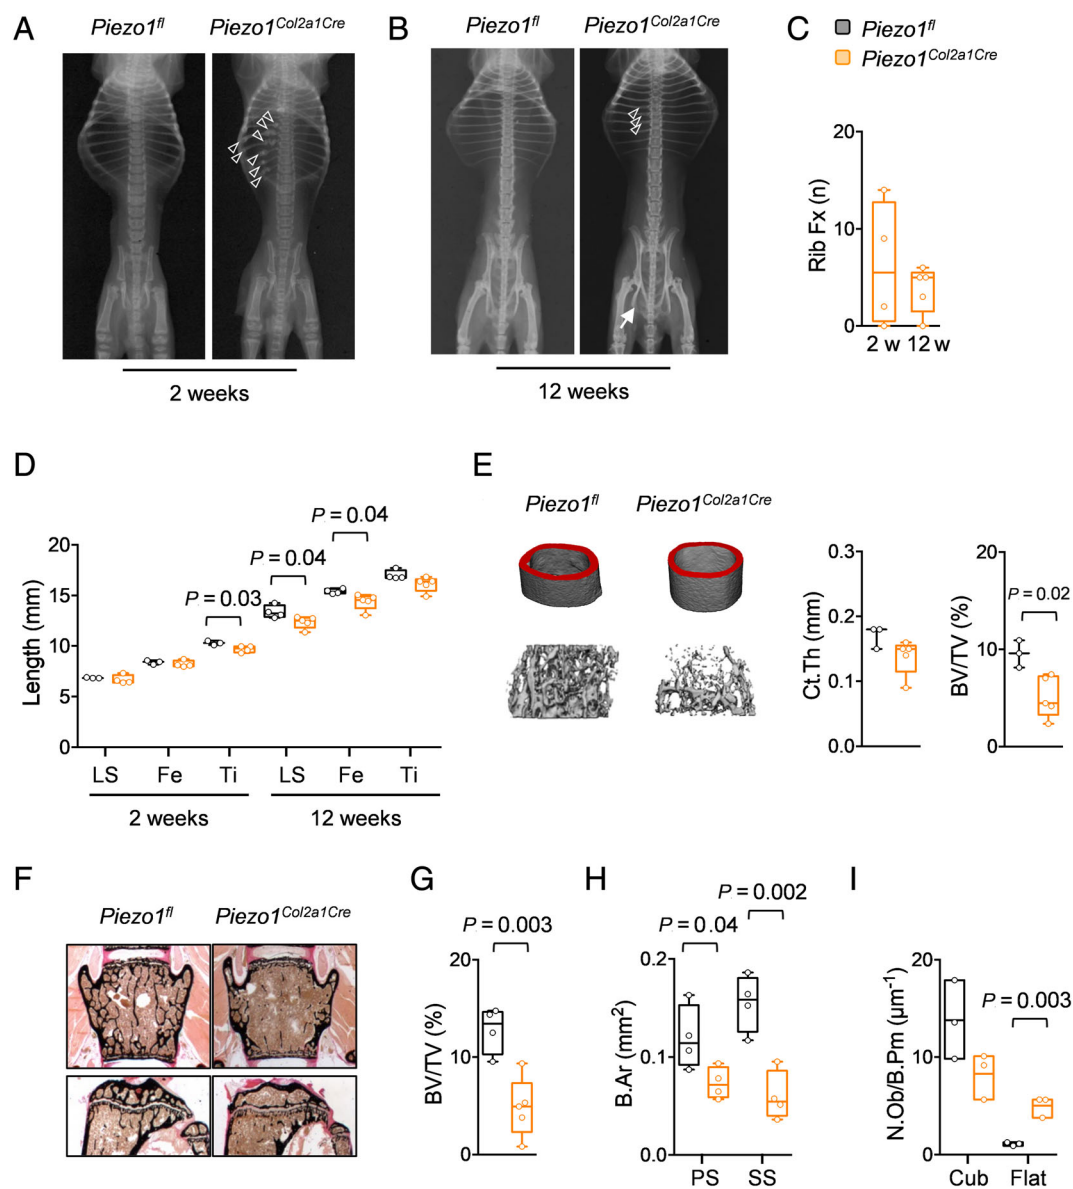 A
Piezo1fl
Piezo1Col2a1Cre
2 weeks
B
Piezo1fl
Piezo1Col2a1Cre
12 weeks
C
Piezo1fl
Piezo1Col2a1Cre
Rib Fx (n)
20
10
0
2 w
12 w
D
Length (mm)
20
15
10
5
0
P = 0.03
P = 0.04
P = 0.04
LS
Fe
Ti
LS
Fe
Ti
2 weeks
12 weeks
E
Piezo1fl
Piezo1Col2a1Cre
Ct.Th (mm)
0.3
0.2
0.1
0.0
BV/TV (%)
20
10
0
P = 0.02
F
Piezo1fl
Piezo1Col2a1Cre
G
P = 0.003
BV/TV (%)
20
10
0
H
P = 0.002
P = 0.04
B.Ar (mm2)
0.2
0.1
0.0
PS
SS
I
N.Ob/B.Pm (µm-1)
20
10
0
P = 0.003
Cub
Flat